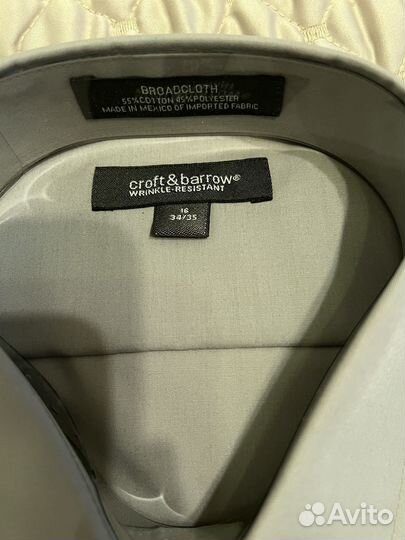 BROADCLOTH
55%COTTON 45%POLYESTER
MADE IN MEXICO OF IMPORTED FABRIC
croft&barrow®
WRINKLE-RESISTANT
16
34/35
Avito